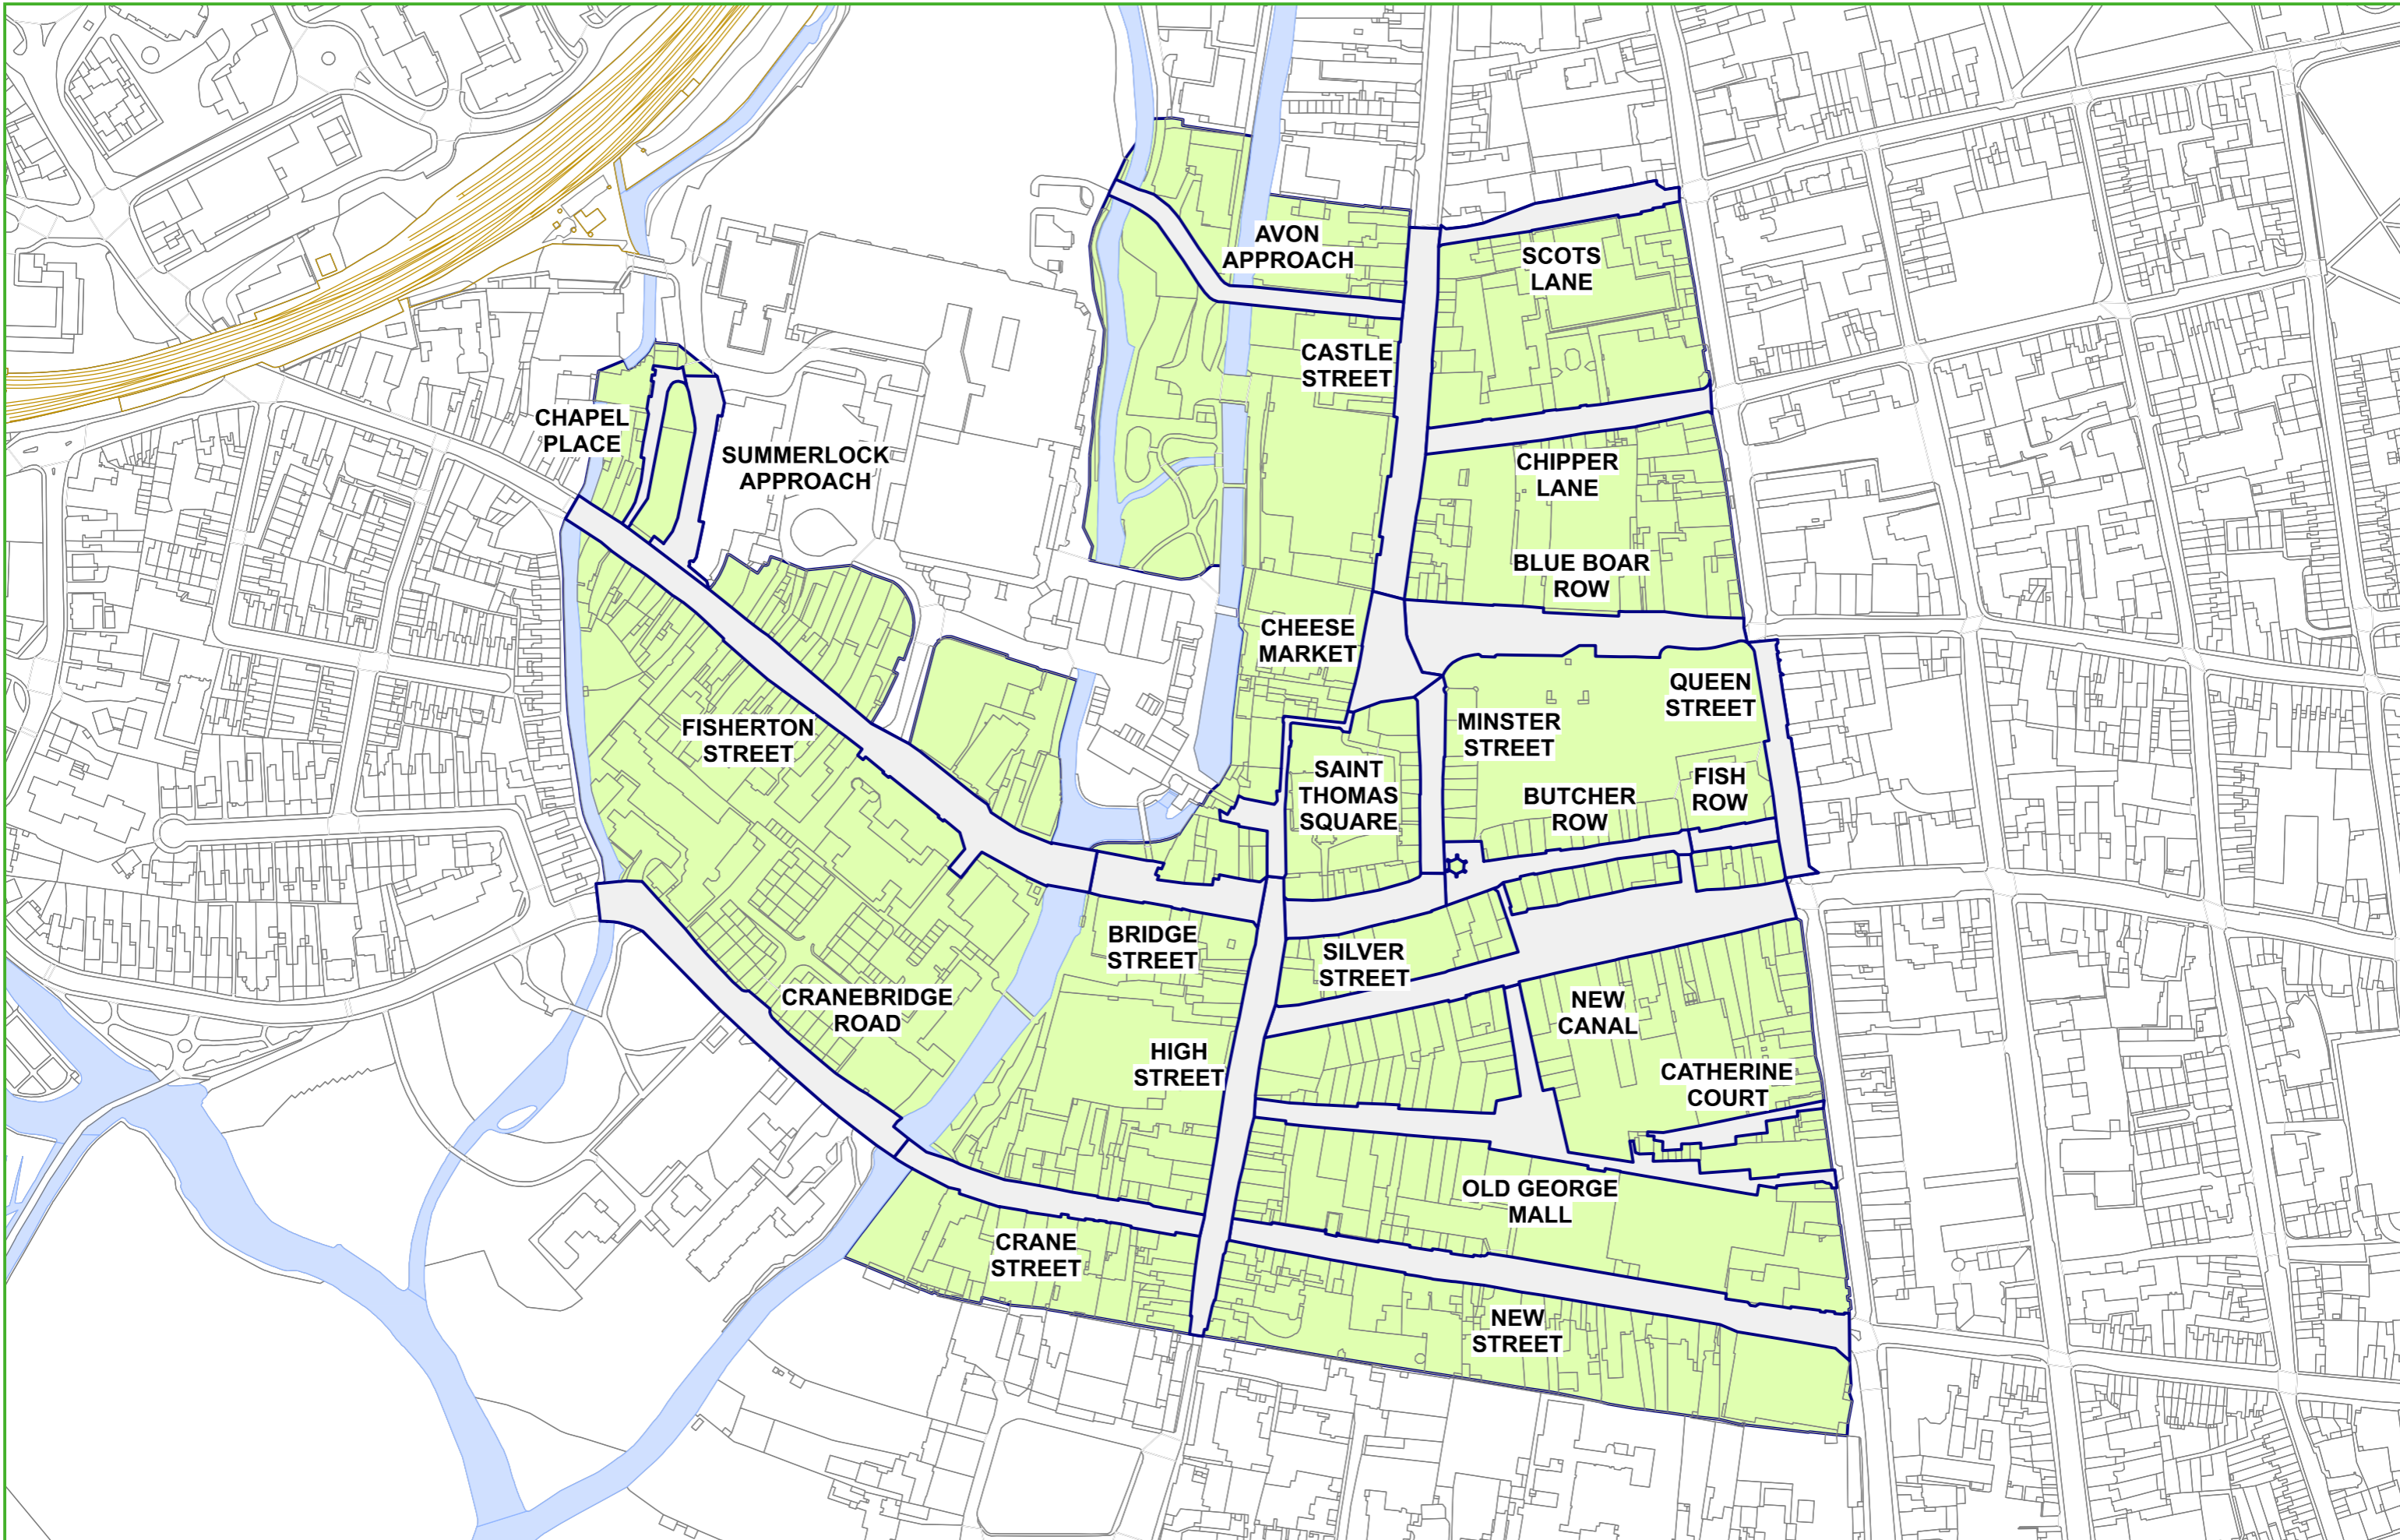 AVON
APPROACH
SCOTS
LANE
CASTLE
STREET
CHAPEL
PLACE
SUMMERLOCK
APPROACH
CHIPPER
LANE
BLUE BOAR
ROW
CHEESE
MARKET
QUEEN
STREET
FISHERTON
STREET
MINSTER
STREET
SAINT
THOMAS
SQUARE
FISH
ROW
BUTCHER
ROW
BRIDGE
STREET
SILVER
STREET
CRANEBRIDGE
ROAD
NEW
CANAL
HIGH
STREET
CATHERINE
COURT
OLD GEORGE
MALL
CRANE
STREET
NEW
STREET